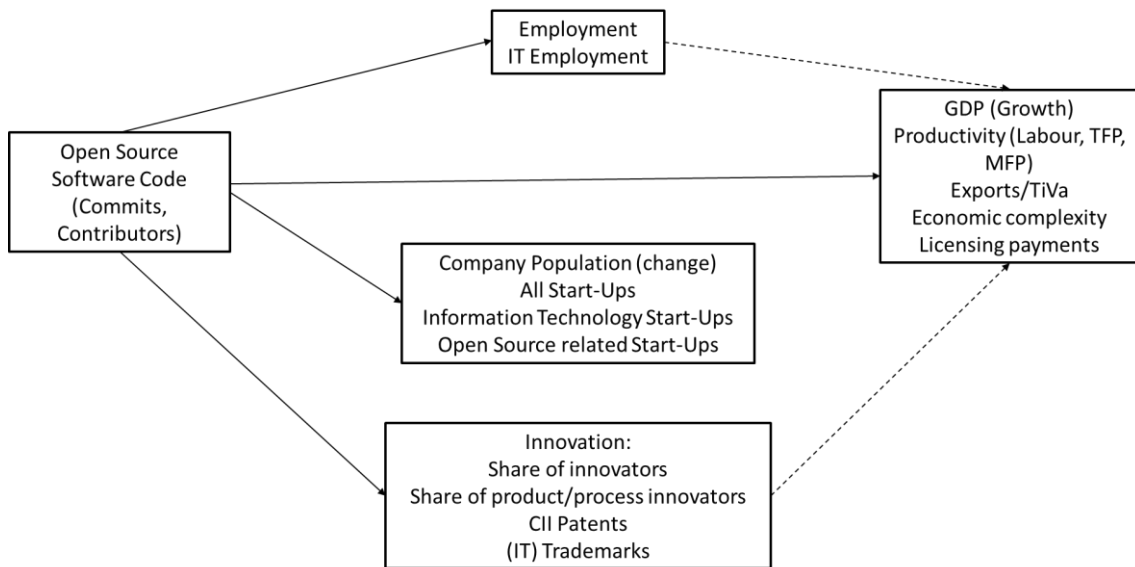 Employment
IT Employment
GDP (Growth)
Productivity (Labour, TFP,
MFP)
Exports/TiVa
Economic complexity
Licensing payments
Open Source
Software Code
(Commits,
Contributors)
Company Population (change)
All Start-Ups
Information Technology Start-Ups
Open Source related Start-Ups
Innovation:
Share of innovators
Share of product/process innovators
CII Patents
(IT) Trademarks